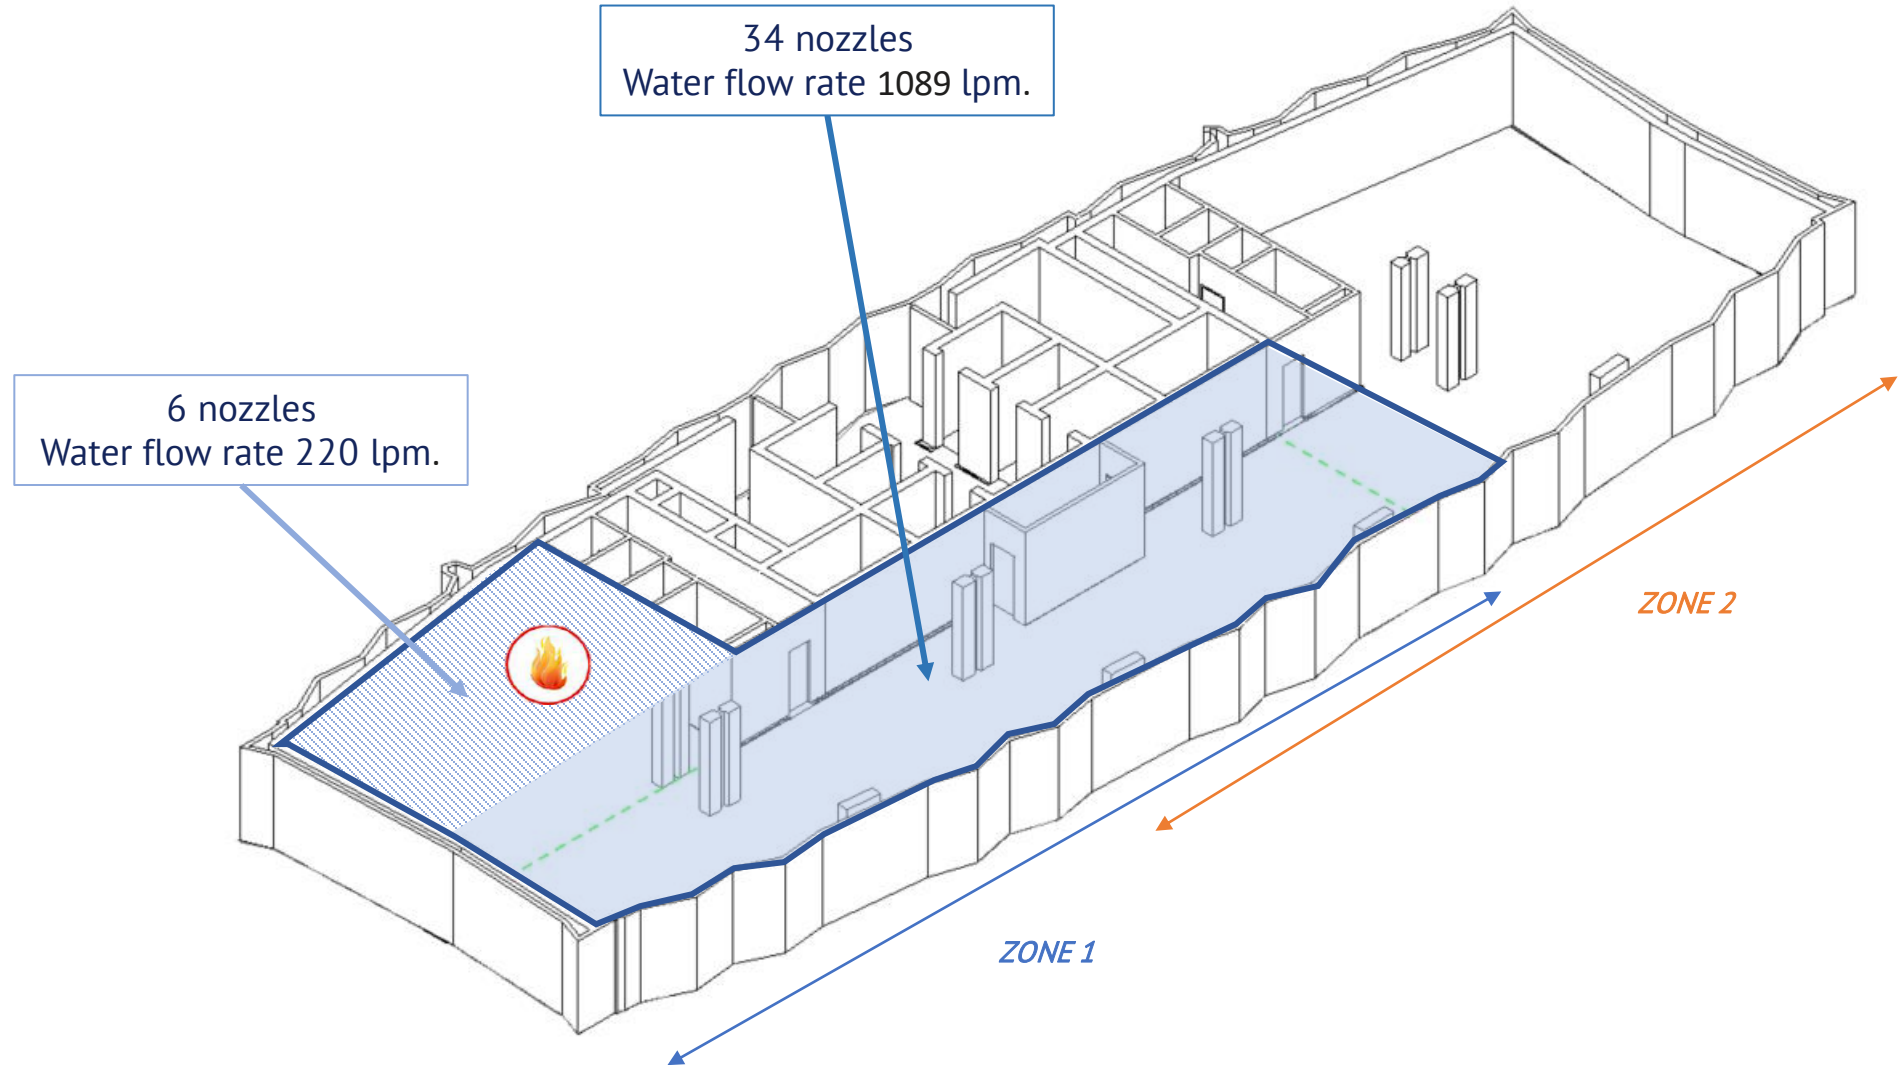 34 nozzles
Water flow rate 1089 lpm.
6 nozzles
Water flow rate 220 lpm.
ZONE 2
ZONE 1